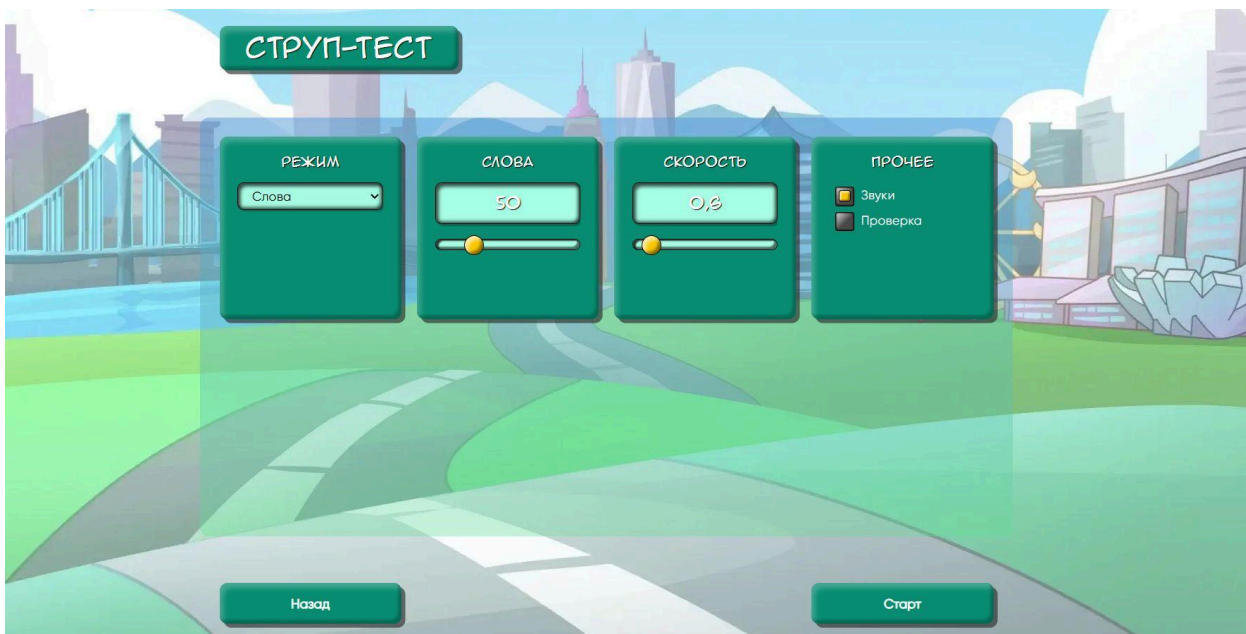 СТРУП-ТЕСТ
РЕЖИМ
Слова
СЛОВА
50
СКОРОСТЬ
0,6
ПРОЧЕЕ
Звуки
Проверка
Назад
Старт